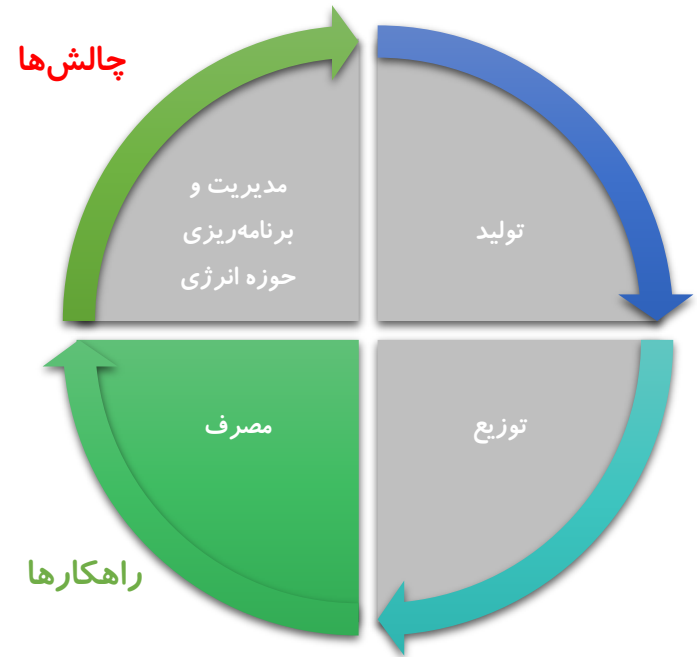 چالش‌ها
مدیریت و
برنامه‌ریزی
حوزه انرژی
تولید
مصرف
توزیع
راهکارها